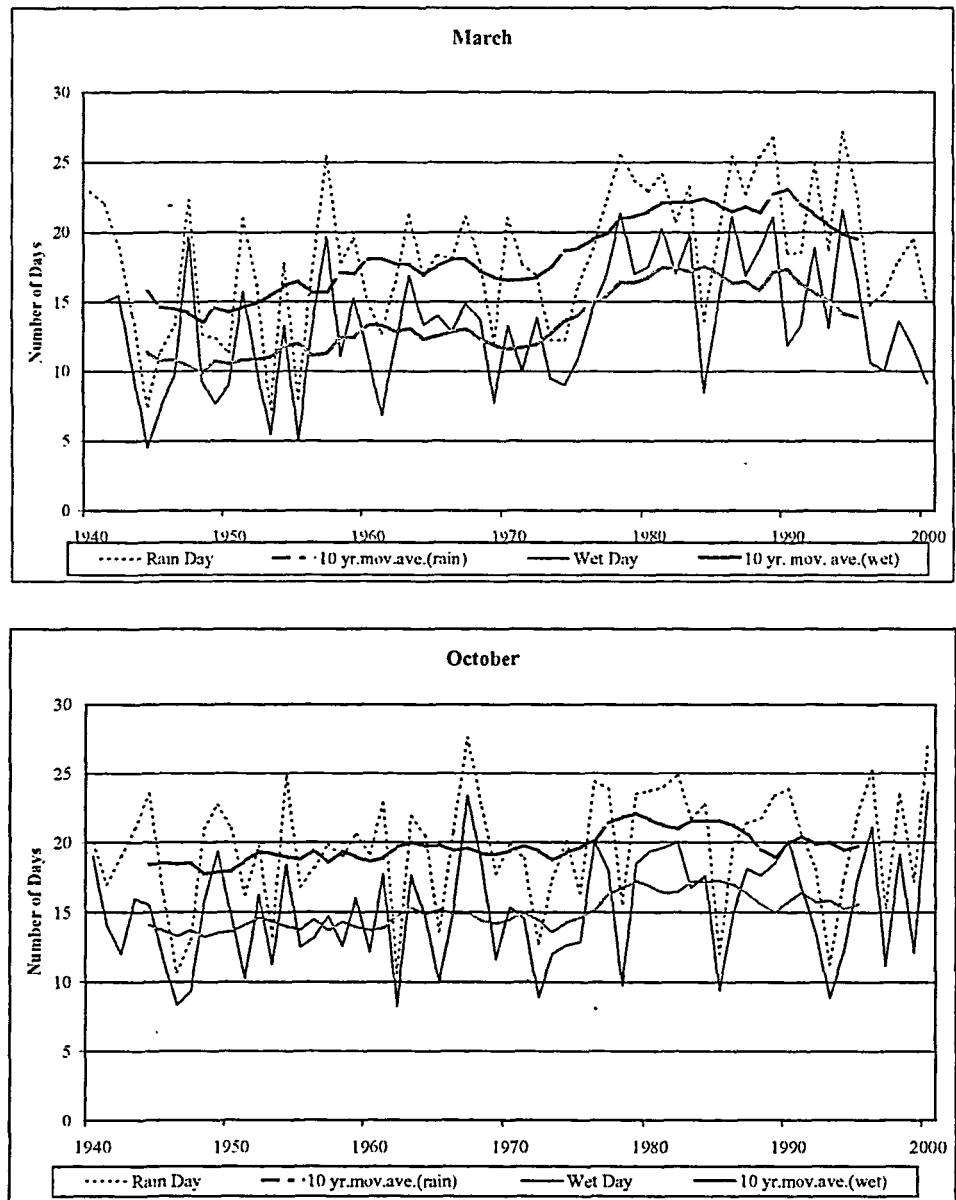 March
30
25
20
15
10
5
0
Number of Days
1940 1950 1960 1970 1980 1990 2000
Rain Day 10 yr.mov.ave.(rain) Wet Day 10 yr. mov. ave.(wet)
October
30
25
20
15
10
5
0
Number of Days
1940 1950 1960 1970 1980 1990 2000
Rain Day 10 yr.mov.ave.(rain) Wet Day 10 yr.mov.ave.(wet)